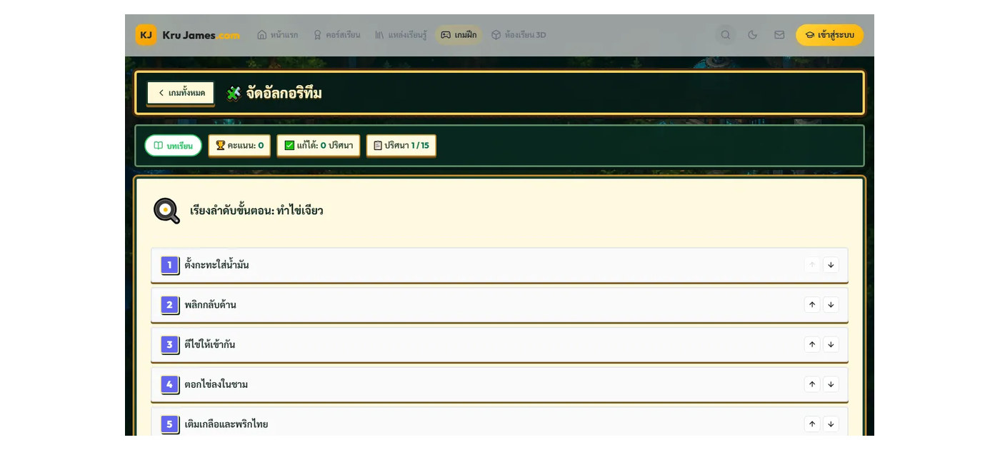 KJ Kru James.com หน้าแรก คอร์สเรียน แหล่งเรียนรู้ เกมฝึก ห้องเรียน 3D เข้าสู่ระบบ
เกมทั้งหมด จัดอัลกอริทึม
บทเรียน คะแนน: 0 แก้ได้: 0 ปริศนา ปริศนา 1 / 15
เรียงลำดับขั้นตอน: ทำไข่เจียว
1 ตั้งกะทะใส่น้ำมัน
2 พลิกกลับด้าน
3 ตีไข่ให้เข้ากัน
4 ตอกไข่ลงในชาม
5 เติมเกลือและพริกไทย